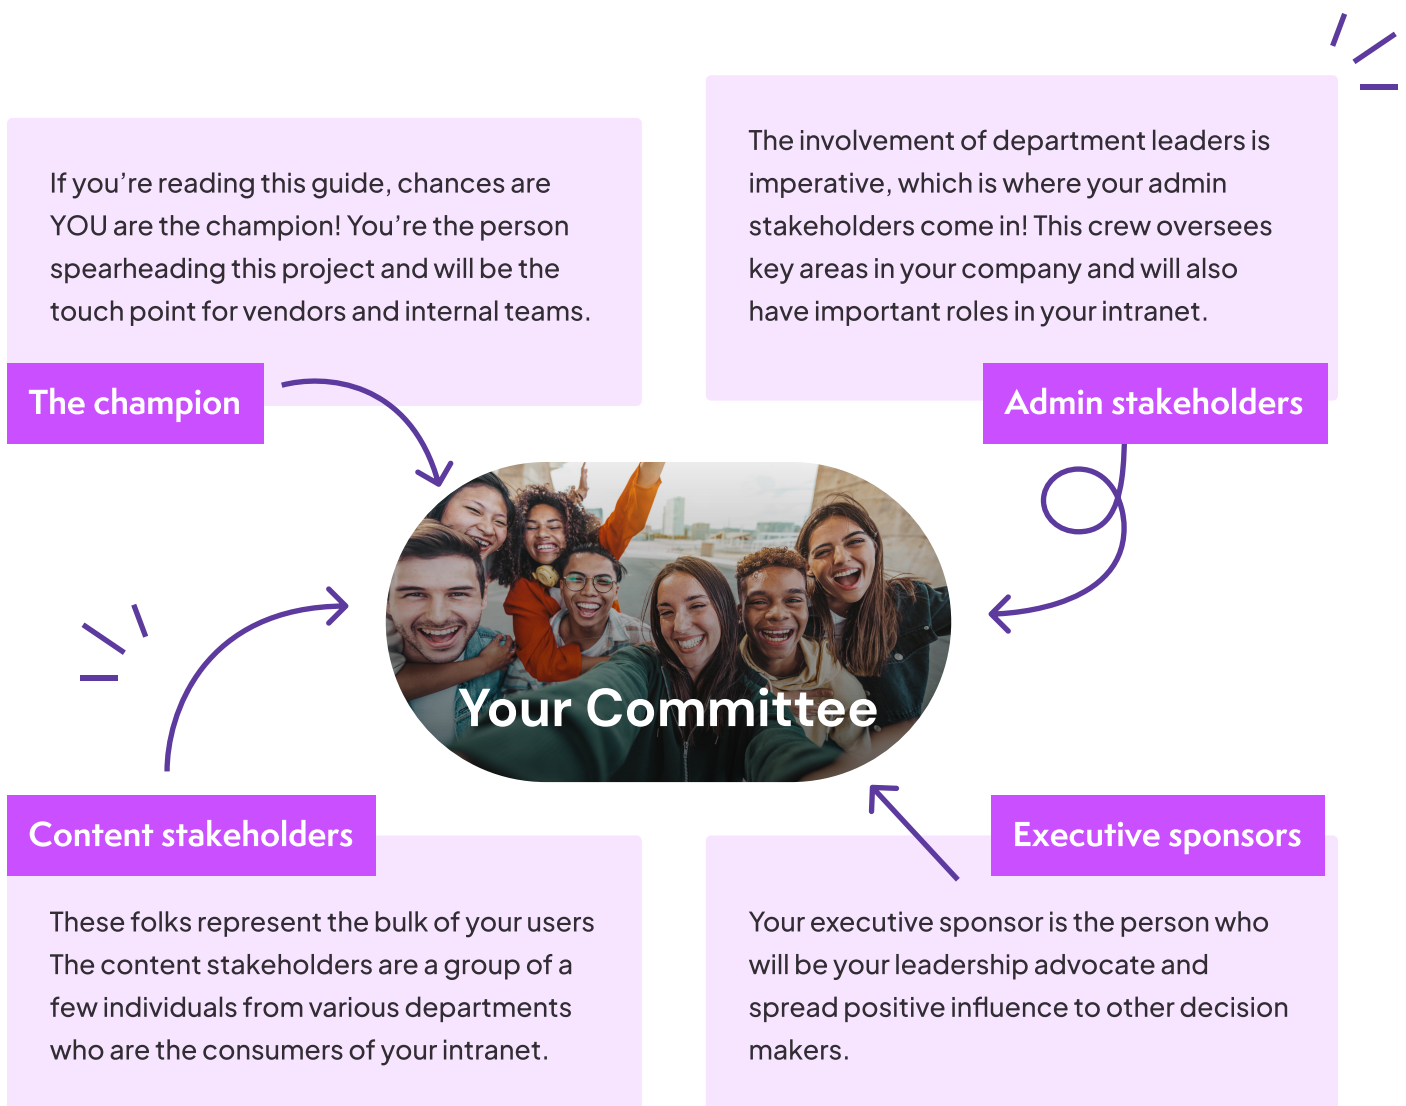 If you’re reading this guide, chances are
YOU are the champion! You’re the person
spearheading this project and will be the
touch point for vendors and internal teams.
The champion
The involvement of department leaders is
imperative, which is where your admin
stakeholders come in! This crew oversees
key areas in your company and will also
have important roles in your intranet.
Admin stakeholders
Your Committee
Content stakeholders
These folks represent the bulk of your users
The content stakeholders are a group of a
few individuals from various departments
who are the consumers of your intranet.
Executive sponsors
Your executive sponsor is the person who
will be your leadership advocate and
spread positive influence to other decision
makers.